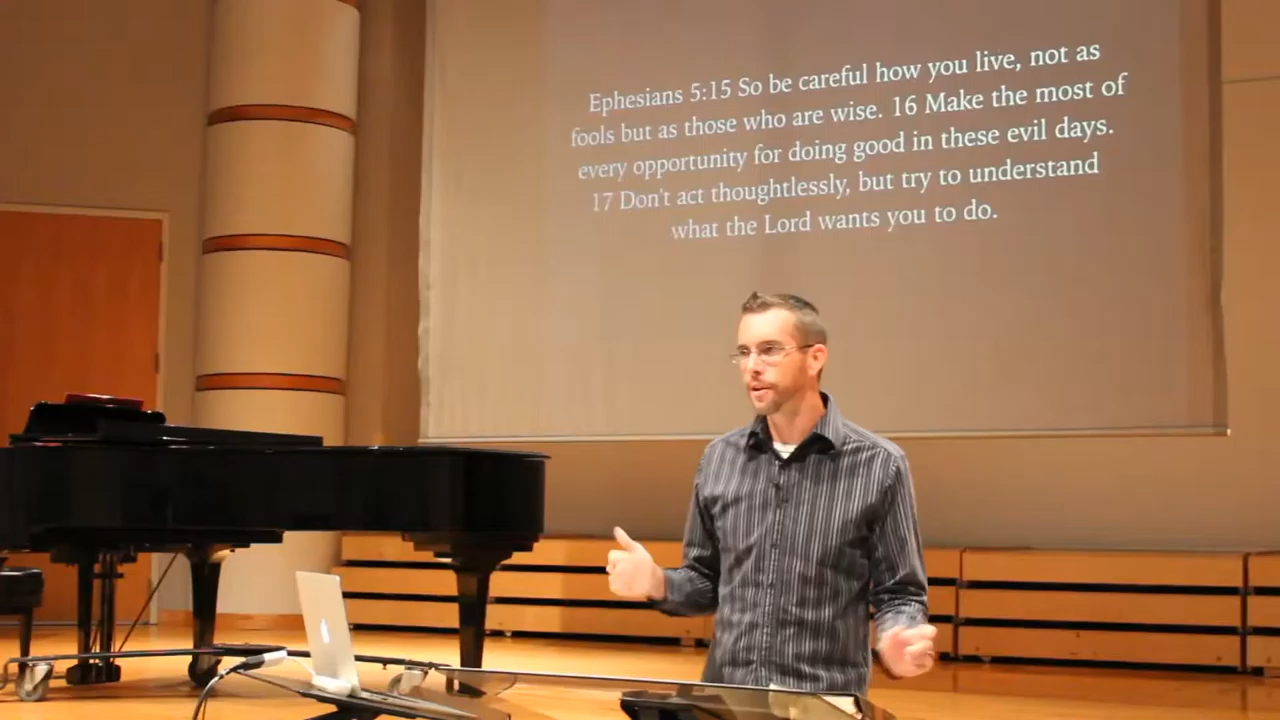 Ephesians 5:15 So be careful how you live, not as
fools but as those who are wise. 16 Make the most of
every opportunity for doing good in these evil days.
17 Don't act thoughtlessly, but try to understand
what the Lord wants you to do.